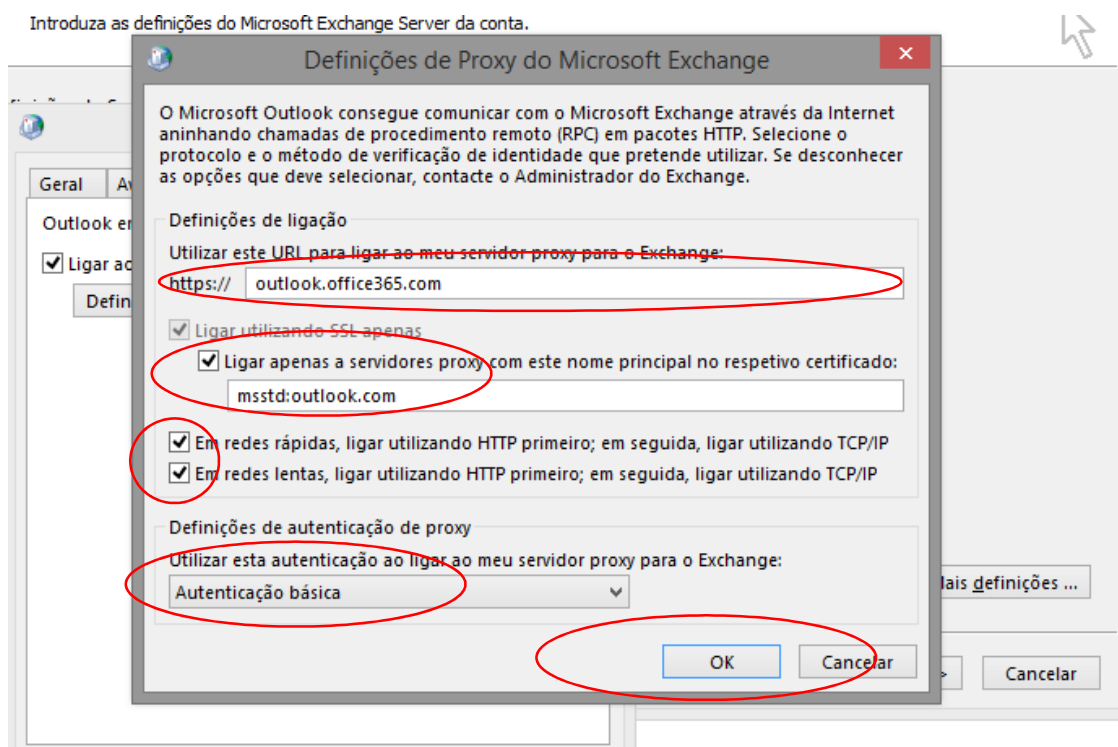 Introduza as definições do Microsoft Exchange Server da conta.
Definições de Proxy do Microsoft Exchange
O Microsoft Outlook consegue comunicar com o Microsoft Exchange através da Internet
aninhando chamadas de procedimento remoto (RPC) em pacotes HTTP. Selecione o
protocolo e o método de verificação de identidade que pretende utilizar. Se desconhecer
as opções que deve selecionar, contacte o Administrador do Exchange.
Geral
Outlook
Definições de ligação
Utilizar este URL para ligar ao meu servidor proxy para o Exchange:
Ligar
https:// outlook.office365.com
Defin
Ligar utilizando SSL apenas
Ligar apenas a servidores proxy com este nome principal no respetivo certificado:
msstd:outlook.com
Em redes rápidas, ligar utilizando HTTP primeiro; em seguida, ligar utilizando TCP/IP
Em redes lentas, ligar utilizando HTTP primeiro; em seguida, ligar utilizando TCP/IP
Definições de autenticação de proxy
Utilizar esta autenticação ao ligar ao meu servidor proxy para o Exchange:
Autenticação básica
definições ...
OK Cancelar
Cancelar